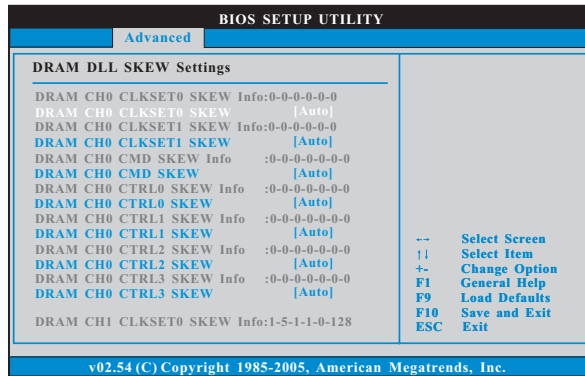 BIOS SETUP UTILITY
Advanced
DRAM DLL SKEW Settings
DRAM CH0 CLKSET0 SKEW Info:0-0-0-0-0-0
DRAM CH0 CLKSET0 SKEW [Auto]
DRAM CH0 CLKSET1 SKEW Info:0-0-0-0-0-0
DRAM CH0 CLKSET1 SKEW [Auto]
DRAM CH0 CMD SKEW Info :0-0-0-0-0-0-0
DRAM CH0 CMD SKEW [Auto]
DRAM CH0 CTRL0 SKEW Info :0-0-0-0-0-0-0
DRAM CH0 CTRL0 SKEW [Auto]
DRAM CH0 CTRL1 SKEW Info :0-0-0-0-0-0-0
DRAM CH0 CTRL1 SKEW [Auto]
DRAM CH0 CTRL2 SKEW Info :0-0-0-0-0-0-0
DRAM CH0 CTRL2 SKEW [Auto]
DRAM CH0 CTRL3 SKEW Info :0-0-0-0-0-0-0
DRAM CH0 CTRL3 SKEW [Auto]
DRAM CH1 CLKSET0 SKEW Info:1-5-1-1-0-128
←→ Select Screen
↑↓ Select Item
+- Change Option
F1 General Help
F9 Load Defaults
F10 Save and Exit
ESC Exit
v02.54 (C) Copyright 1985-2005, American Megatrends, Inc.